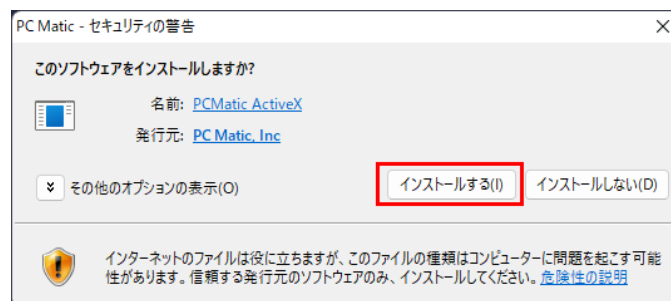 PC Matic - セキュリティの警告
このソフトウェアをインストールしますか?
名前: PCMatic ActiveX
発行元: PC Matic, Inc
その他のオプションの表示(O)
インストールする(I)
インストールしない(D)
インターネットのファイルは役に立ちますが、このファイルの種類はコンピューターに問題を起こす可能
性があります。信頼する発行元のソフトウェアのみ、インストールしてください。危険性の説明